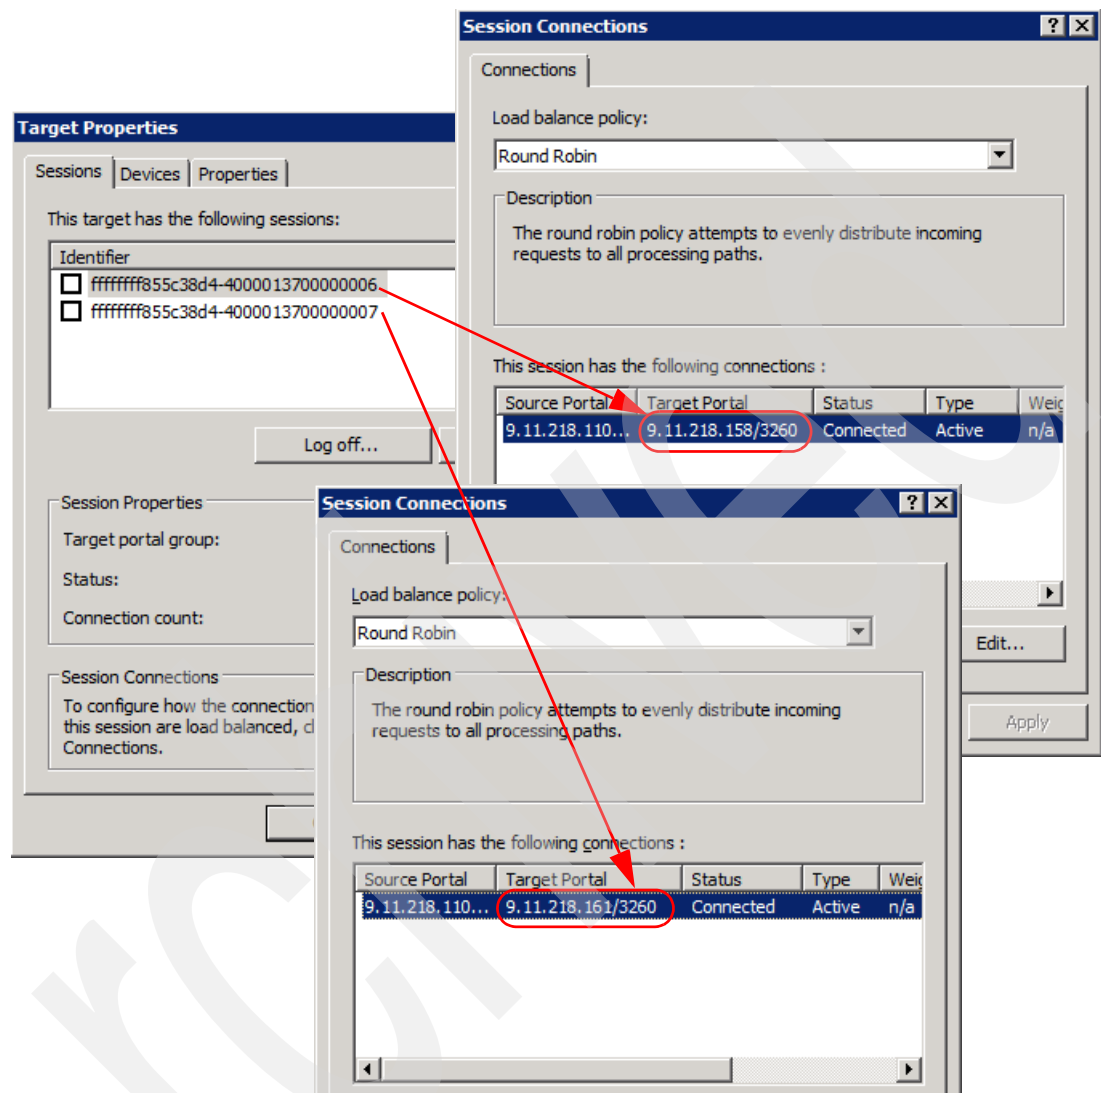 Session Connections
Connections
Load balance policy:
Round Robin
Description
The round robin policy attempts to evenly distribute incoming
requests to all processing paths.
This session has the following connections :
Source Portal Target Portal Status Type Weig
9.11.218.110... 9.11.218.158/3260 Connected Active n/a
Edit...
Apply
Target Properties
Sessions Devices Properties
This target has the following sessions:
Identifier
ffffffff855c38d4-4000013700000006
ffffffff855c38d4-4000013700000007
Log off...
Session Properties
Target portal group:
Status:
Connection count:
Session Connections
To configure how the connection
this session are load balanced, cl
Connections.
Session Connections
Connections
Load balance policy:
Round Robin
Description
The round robin policy attempts to evenly distribute incoming
requests to all processing paths.
This session has the following connections :
Source Portal Target Portal Status Type Weig
9.11.218.110... 9.11.218.161/3260 Connected Active n/a